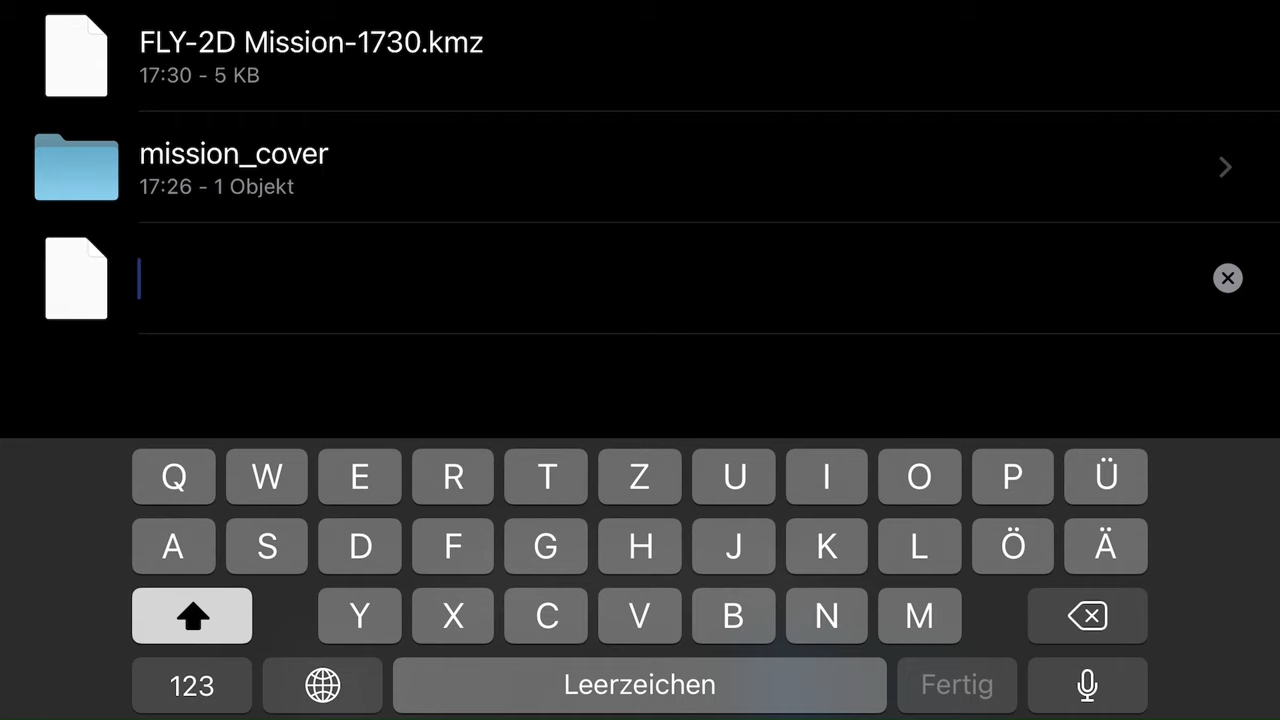 FLY-2D Mission-1730.kmz
17:30 - 5 KB
mission_cover
17:26 - 1 Objekt
Q W E R T Z U I O P Ü
A S D F G H J K L Ö Ä
Y X C V B N M
123 Leerzeichen Fertig